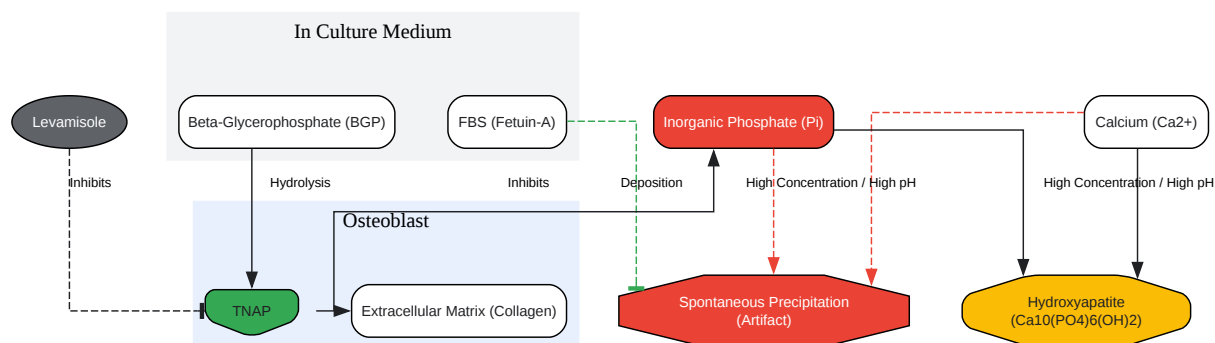 In Culture Medium
Levamisole
Beta-Glycerophosphate (BGP)
FBS (Fetuin-A)
Inorganic Phosphate (Pi)
Calcium (Ca2+)
Inhibits
Hydrolysis
Inhibits
Deposition
High Concentration / High pH
High Concentration / High pH
Osteoblast
TNAP
Extracellular Matrix (Collagen)
Spontaneous Precipitation
(Artifact)
Hydroxyapatite
(Ca10(PO4)6(OH)2)